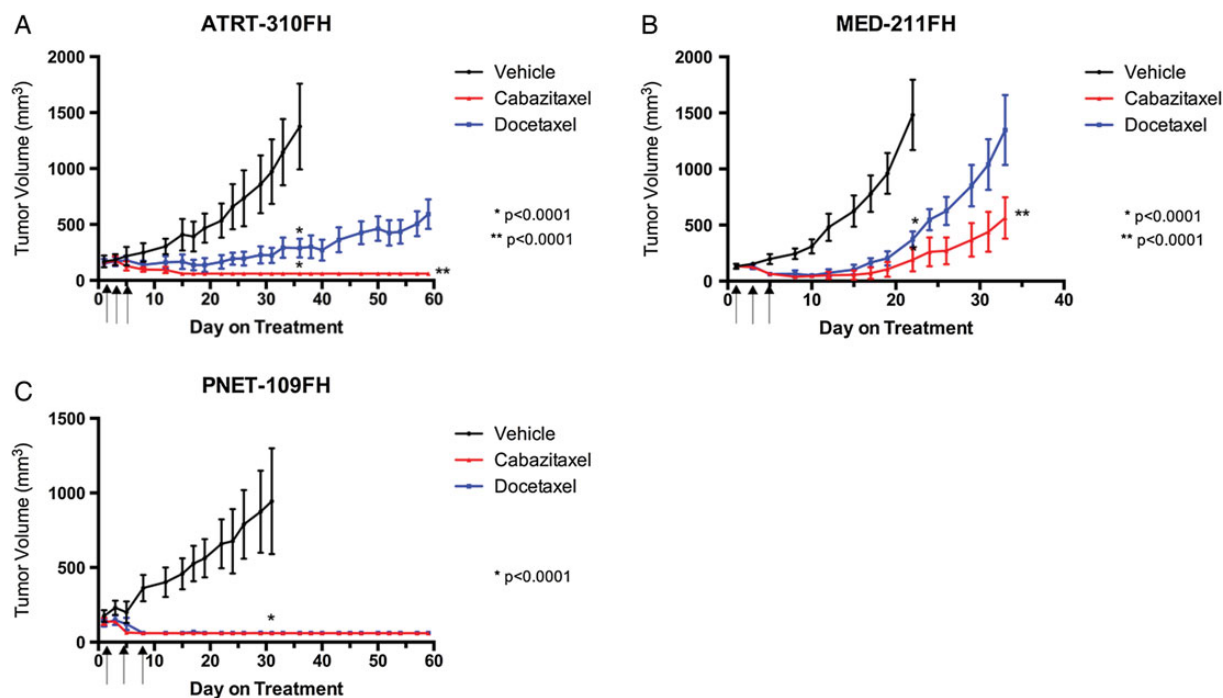 A
ATRT-310FH
Tumor Volume (mm³)
2000
1500
1000
500
0
0 10 20 30 40 50 60
Day on Treatment
Vehicle
Cabazitaxel
Docetaxel
*
*
**
* p<0.0001
** p<0.0001
B
MED-211FH
Tumor Volume (mm³)
2000
1500
1000
500
0
0 10 20 30 40
Day on Treatment
Vehicle
Cabazitaxel
Docetaxel
*
*
**
* p<0.0001
** p<0.0001
C
PNET-109FH
Tumor Volume (mm³)
1500
1000
500
0
0 10 20 30 40 50 60
Day on Treatment
Vehicle
Cabazitaxel
Docetaxel
*
* p<0.0001